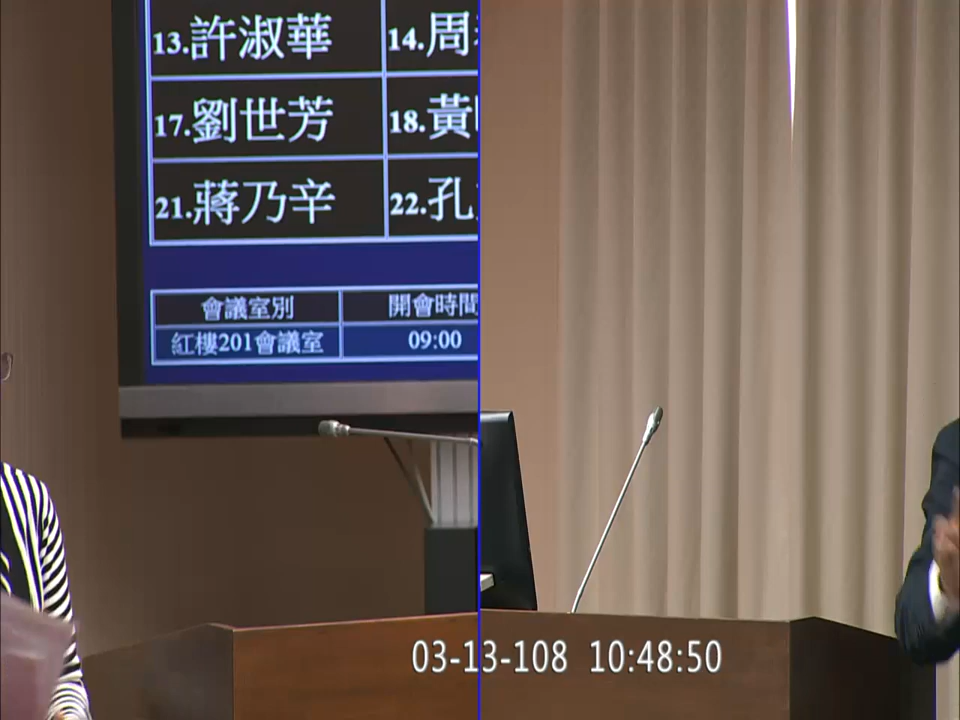 13.許淑華 14.周
17.劉世芳 18.黃
21.蔣乃辛 22.孔
會議室別 開會時間
紅樓201會議室 09:00
03-13-108 10:48:50